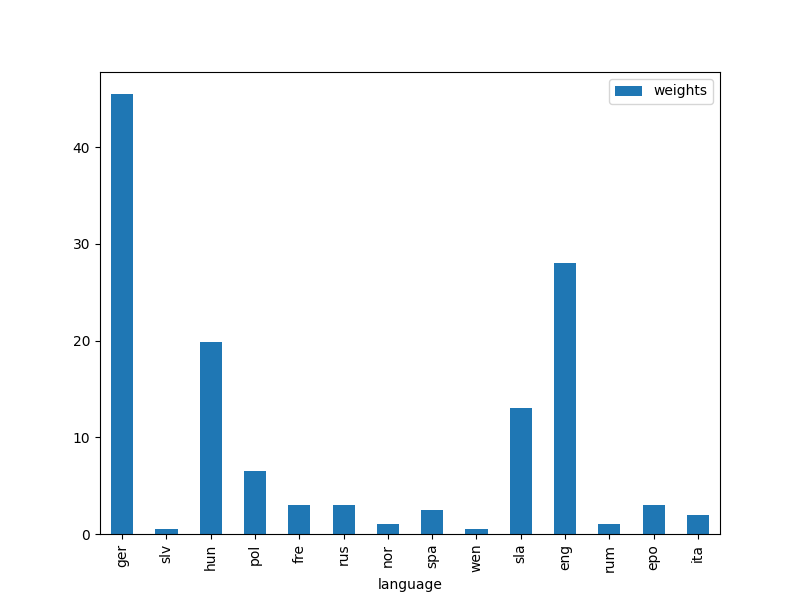 weights
40
30
20
10
0
ger
slv
hun
pol
fre
rus
nor
spa
wen
sla
eng
rum
epo
ita
language